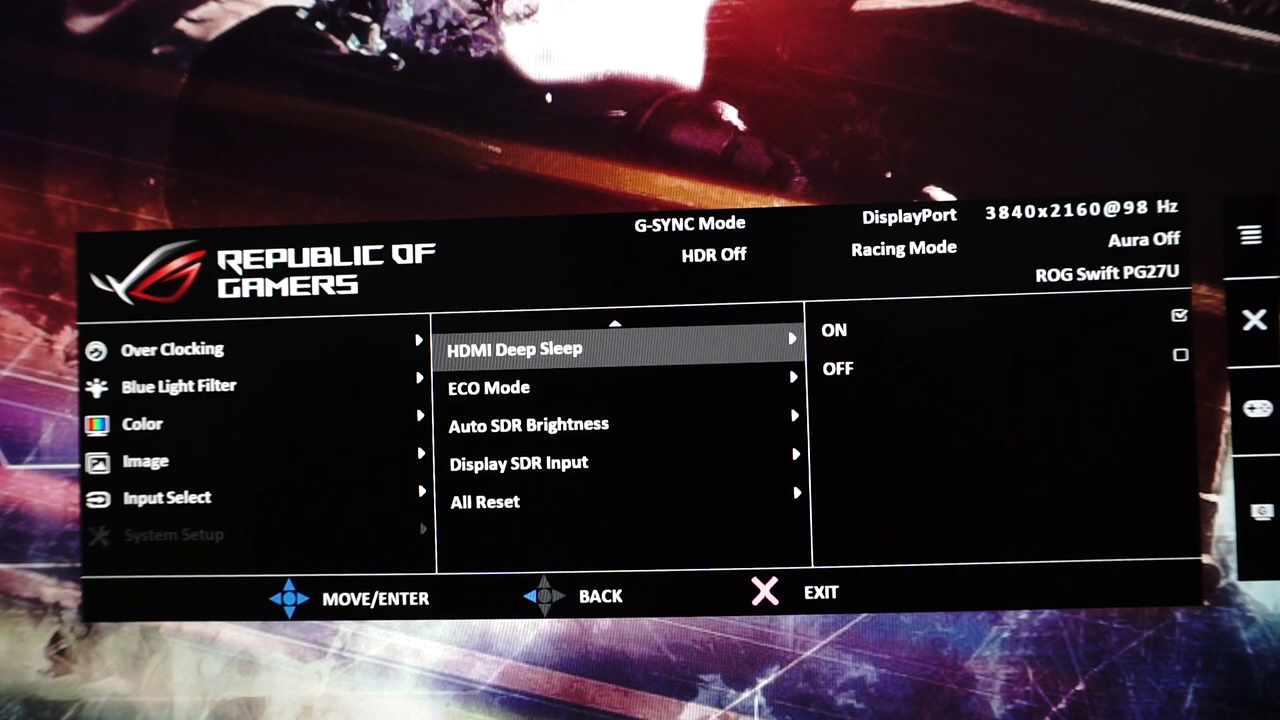 G-SYNC Mode DisplayPort 3840x2160@98 Hz
HDR Off Racing Mode Aura Off
ROG Swift PG27U
REPUBLIC OF
GAMERS
Over Clocking
Blue Light Filter
Color
Image
Input Select
System Setup
HDMI Deep Sleep
ECO Mode
Auto SDR Brightness
Display SDR Input
All Reset
ON
OFF
MOVE/ENTER BACK EXIT
G